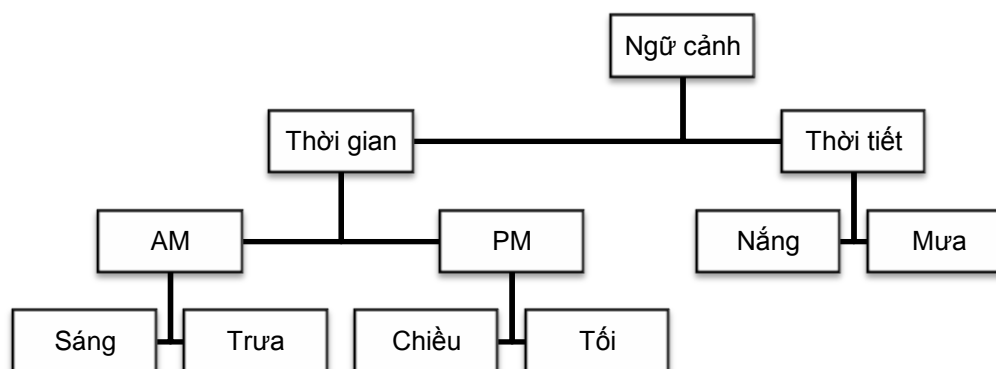 Ngữ cảnh
Thời gian
Thời tiết
AM
PM
Nắng
Mưa
Sáng
Trưa
Chiều
Tối